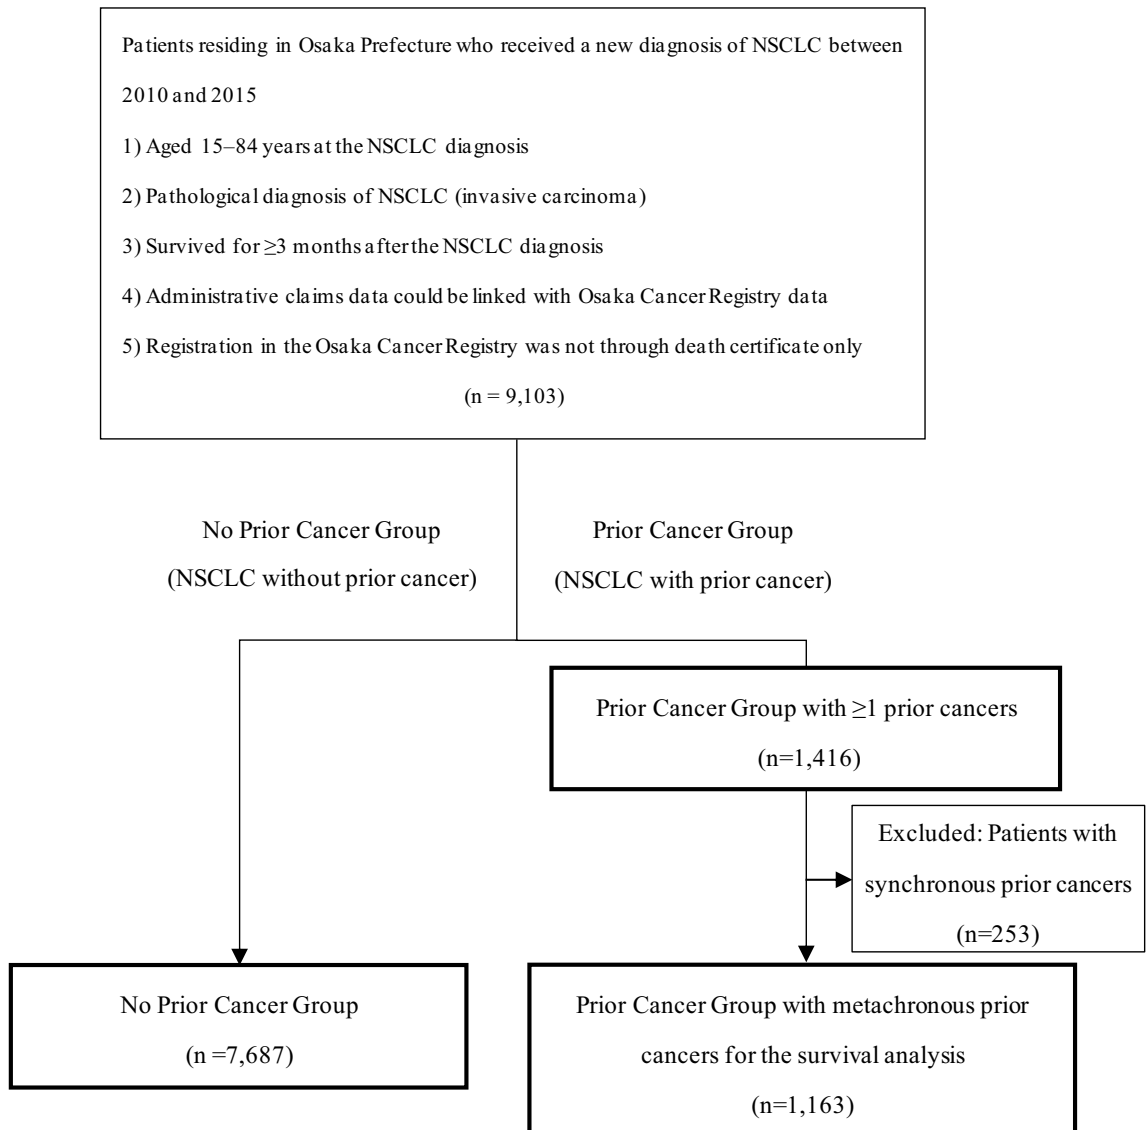 Patients residing in Osaka Prefecture who received a new diagnosis of NSCLC between
2010 and 2015
1) Aged 15–84 years at the NSCLC diagnosis
2) Pathological diagnosis of NSCLC (invasive carcinoma)
3) Survived for ≥3 months after the NSCLC diagnosis
4) Administrative claims data could be linked with Osaka Cancer Registry data
5) Registration in the Osaka Cancer Registry was not through death certificate only
(n = 9,103)
No Prior Cancer Group
(NSCLC without prior cancer)
Prior Cancer Group
(NSCLC with prior cancer)
Prior Cancer Group with ≥1 prior cancers
(n=1,416)
Excluded: Patients with
synchronous prior cancers
(n=253)
No Prior Cancer Group
(n =7,687)
Prior Cancer Group with metachronous prior
cancers for the survival analysis
(n=1,163)